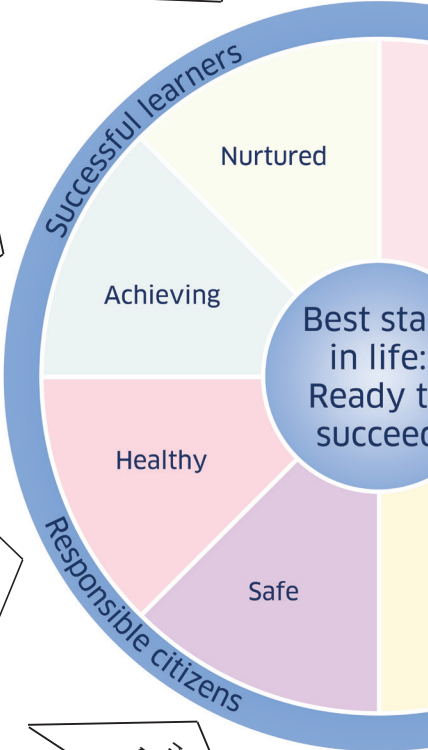 Successful learners
Nurtured
Achieving
Best sta
in life:
Ready t
succeed
Healthy
Safe
Responsible citizens